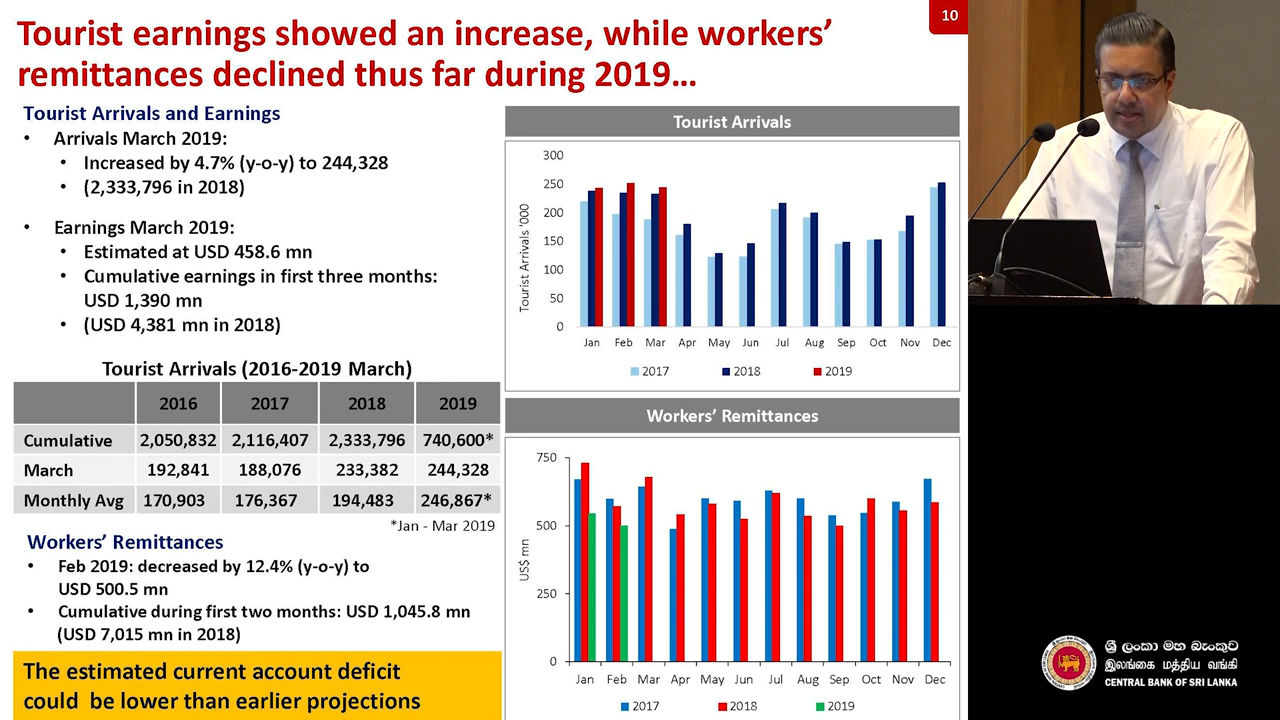 10
Tourist earnings showed an increase, while workers’
remittances declined thus far during 2019…
Tourist Arrivals and Earnings
• Arrivals March 2019:
• Increased by 4.7% (y-o-y) to 244,328
• (2,333,796 in 2018)
• Earnings March 2019:
• Estimated at USD 458.6 mn
• Cumulative earnings in first three months:
USD 1,390 mn
• (USD 4,381 mn in 2018)
Tourist Arrivals (2016-2019 March)
2016 2017 2018 2019
Cumulative 2,050,832 2,116,407 2,333,796 740,600*
March 192,841 188,076 233,382 244,328
Monthly Avg 170,903 176,367 194,483 246,867*
*Jan - Mar 2019
Workers’ Remittances
• Feb 2019: decreased by 12.4% (y-o-y) to
USD 500.5 mn
• Cumulative during first two months: USD 1,045.8 mn
(USD 7,015 mn in 2018)
The estimated current account deficit
could be lower than earlier projections
Tourist Arrivals
Tourist Arrivals '000
300
250
200
150
100
50
0
Jan Feb Mar Apr May Jun Jul Aug Sep Oct Nov Dec
2017 2018 2019
Workers’ Remittances
US$ mn
750
500
250
0
Jan Feb Mar Apr May Jun Jul Aug Sep Oct Nov Dec
2017 2018 2019
ශ්‍රී ලංකා මහ බැංකුව
இலங்கை மத்திய வங்கி
CENTRAL BANK OF SRI LANKA